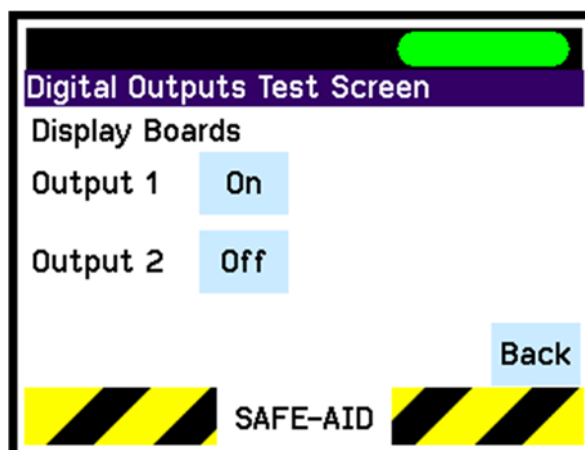 Digital Outputs Test Screen
Display Boards
Output 1 On
Output 2 Off
Back
SAFE-AID